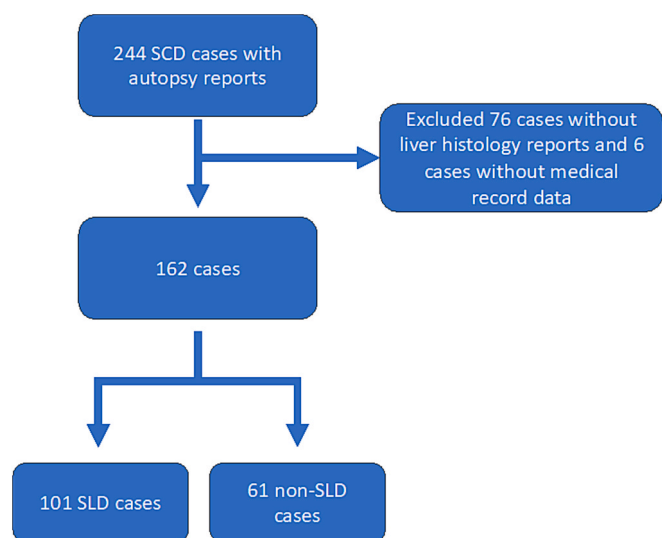 244 SCD cases with
autopsy reports
Excluded 76 cases without
liver histology reports and 6
cases without medical
record data
162 cases
101 SLD cases
61 non-SLD
cases